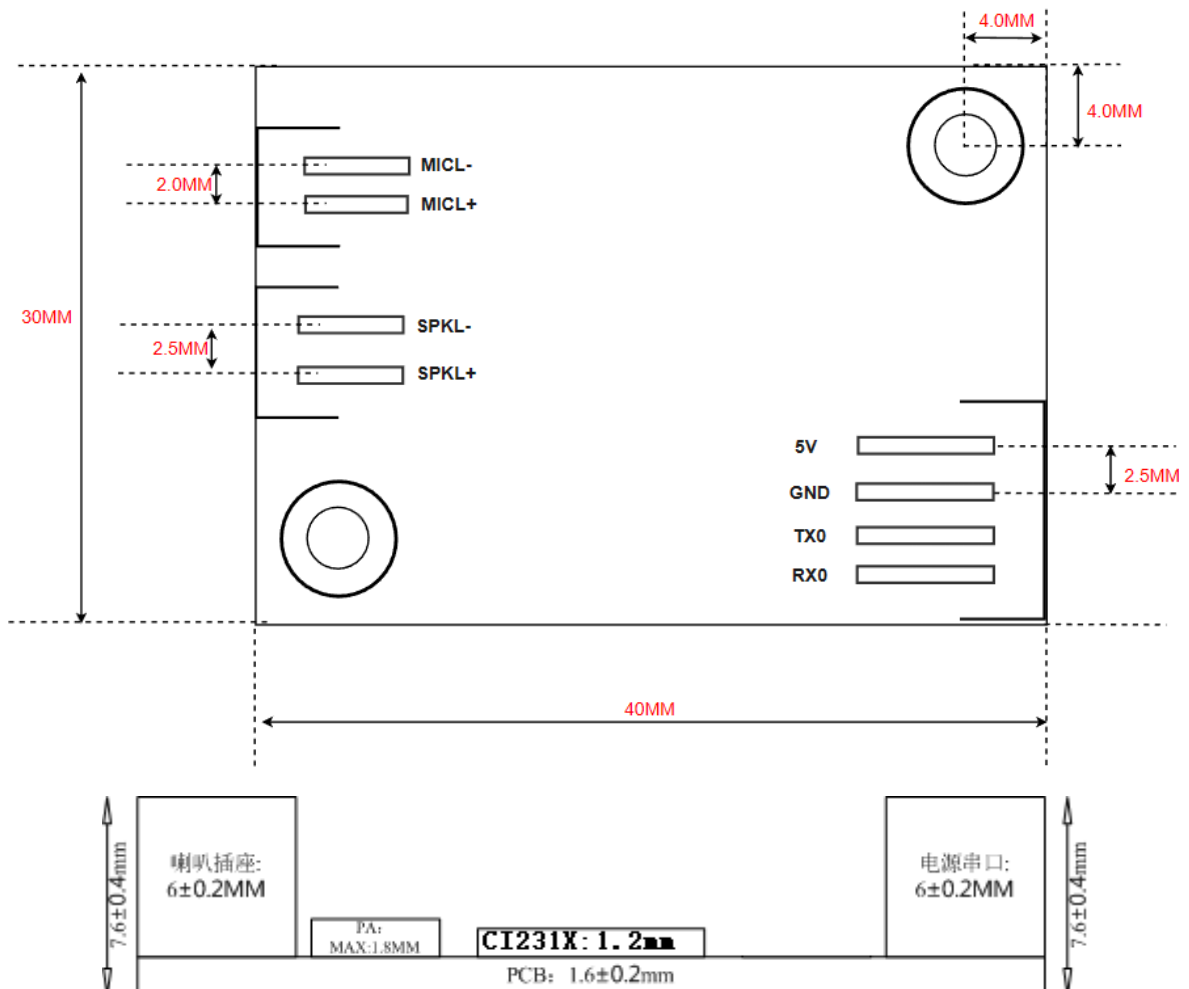 4.0MM
4.0MM
MICL-
2.0MM
MICL+
30MM
SPKL-
2.5MM
SPKL+
5V
2.5MM
GND
TX0
RX0
40MM
7.6±0.4mm
喇叭插座:
6±0.2MM
PA:
MAX:1.8MM
CI231X:1.2mm
电源串口:
6±0.2MM
7.6±0.4mm
PCB: 1.6±0.2mm